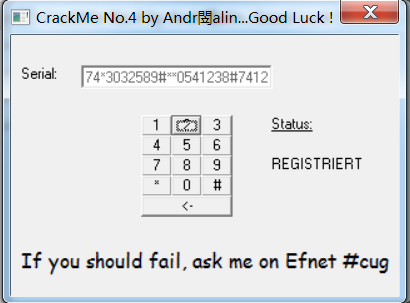 CrackMe No.4 by Andr閿alin...Good Luck !
Serial: 74*3032589#**0541238#7412
1 2 3
Status:
4 5 6
7 8 9 REGISTRIERT
* 0 #
<-
If you should fail, ask me on Efnet #cug